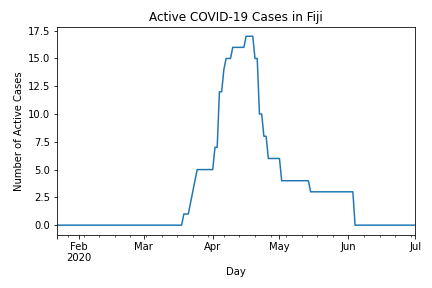 Active COVID-19 Cases in Fiji
Number of Active Cases
17.5
15.0
12.5
10.0
7.5
5.0
2.5
0.0
Feb Mar Apr May Jun Jul
2020
Day